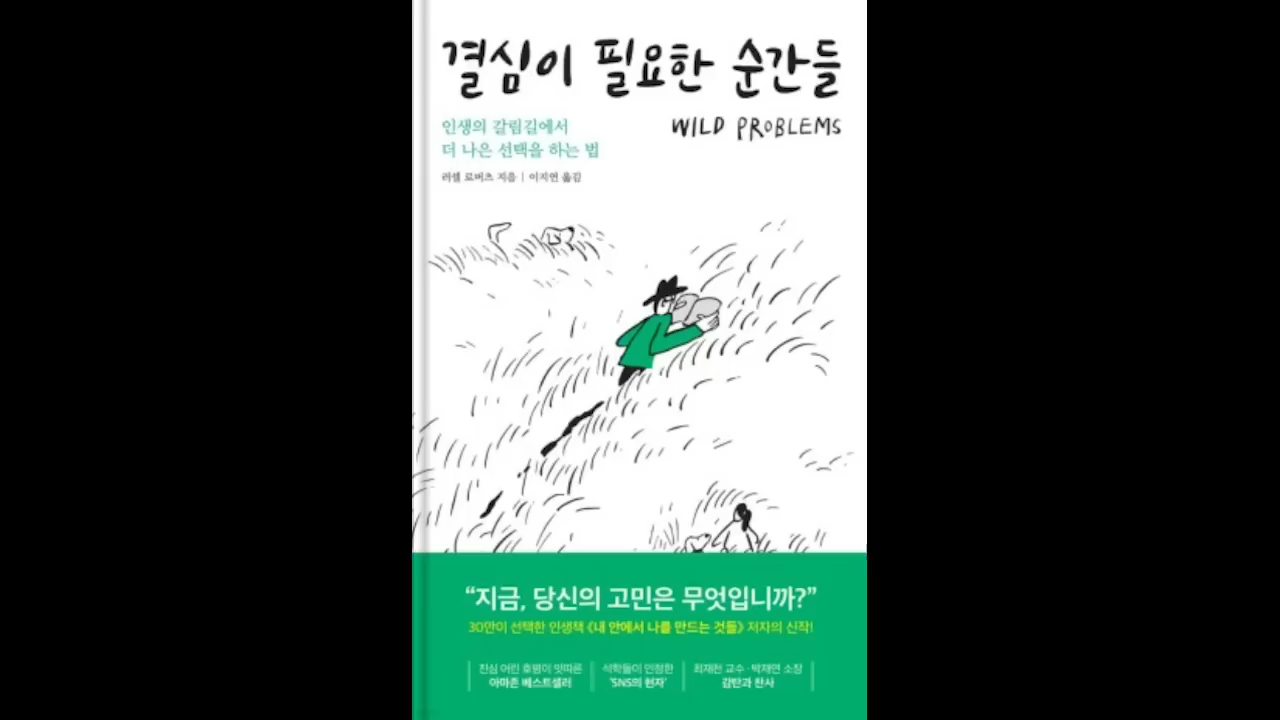 결심이 필요한 순간들
WILD PROBLEMS
인생의 갈림길에서
더 나은 선택을 하는 법
러셀 로버츠 지음 | 이지연 옮김
“지금, 당신의 고민은 무엇입니까?”
30만이 선택한 인생책 《내 안에서 나를 만드는 것들》 저자의 신작!
진심 어린 호평이 잇따른
아마존 베스트셀러
석학들이 인정한
‘SNS의 현자’
최재천 교수 · 박재연 소장
감탄과 찬사